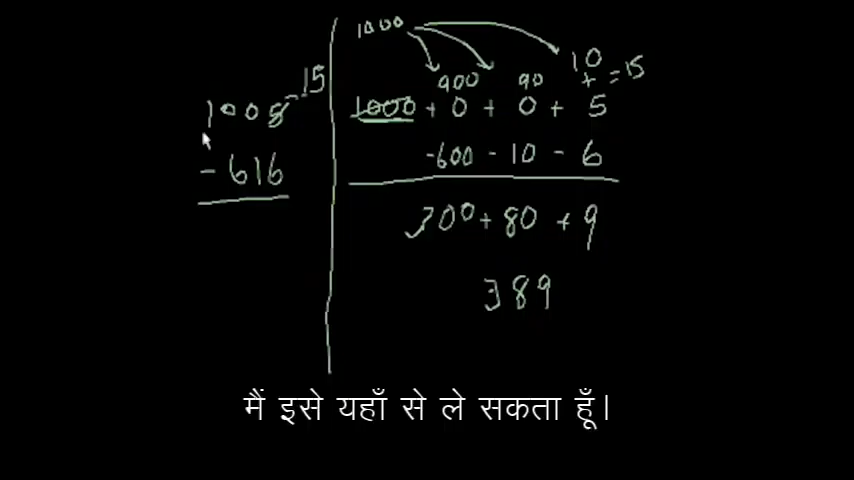 15
1005
- 616
1000
900 90 10 + = 15
1000 + 0 + 0 + 5
-600 - 10 - 6
300 + 80 + 9
389
मैं इसे यहाँ से ले सकता हूँ।